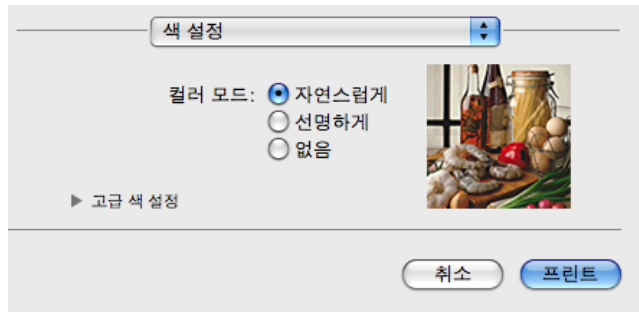 색 설정
컬러 모드: 자연스럽게
선명하게
없음
고급 색 설정
취소 프린트